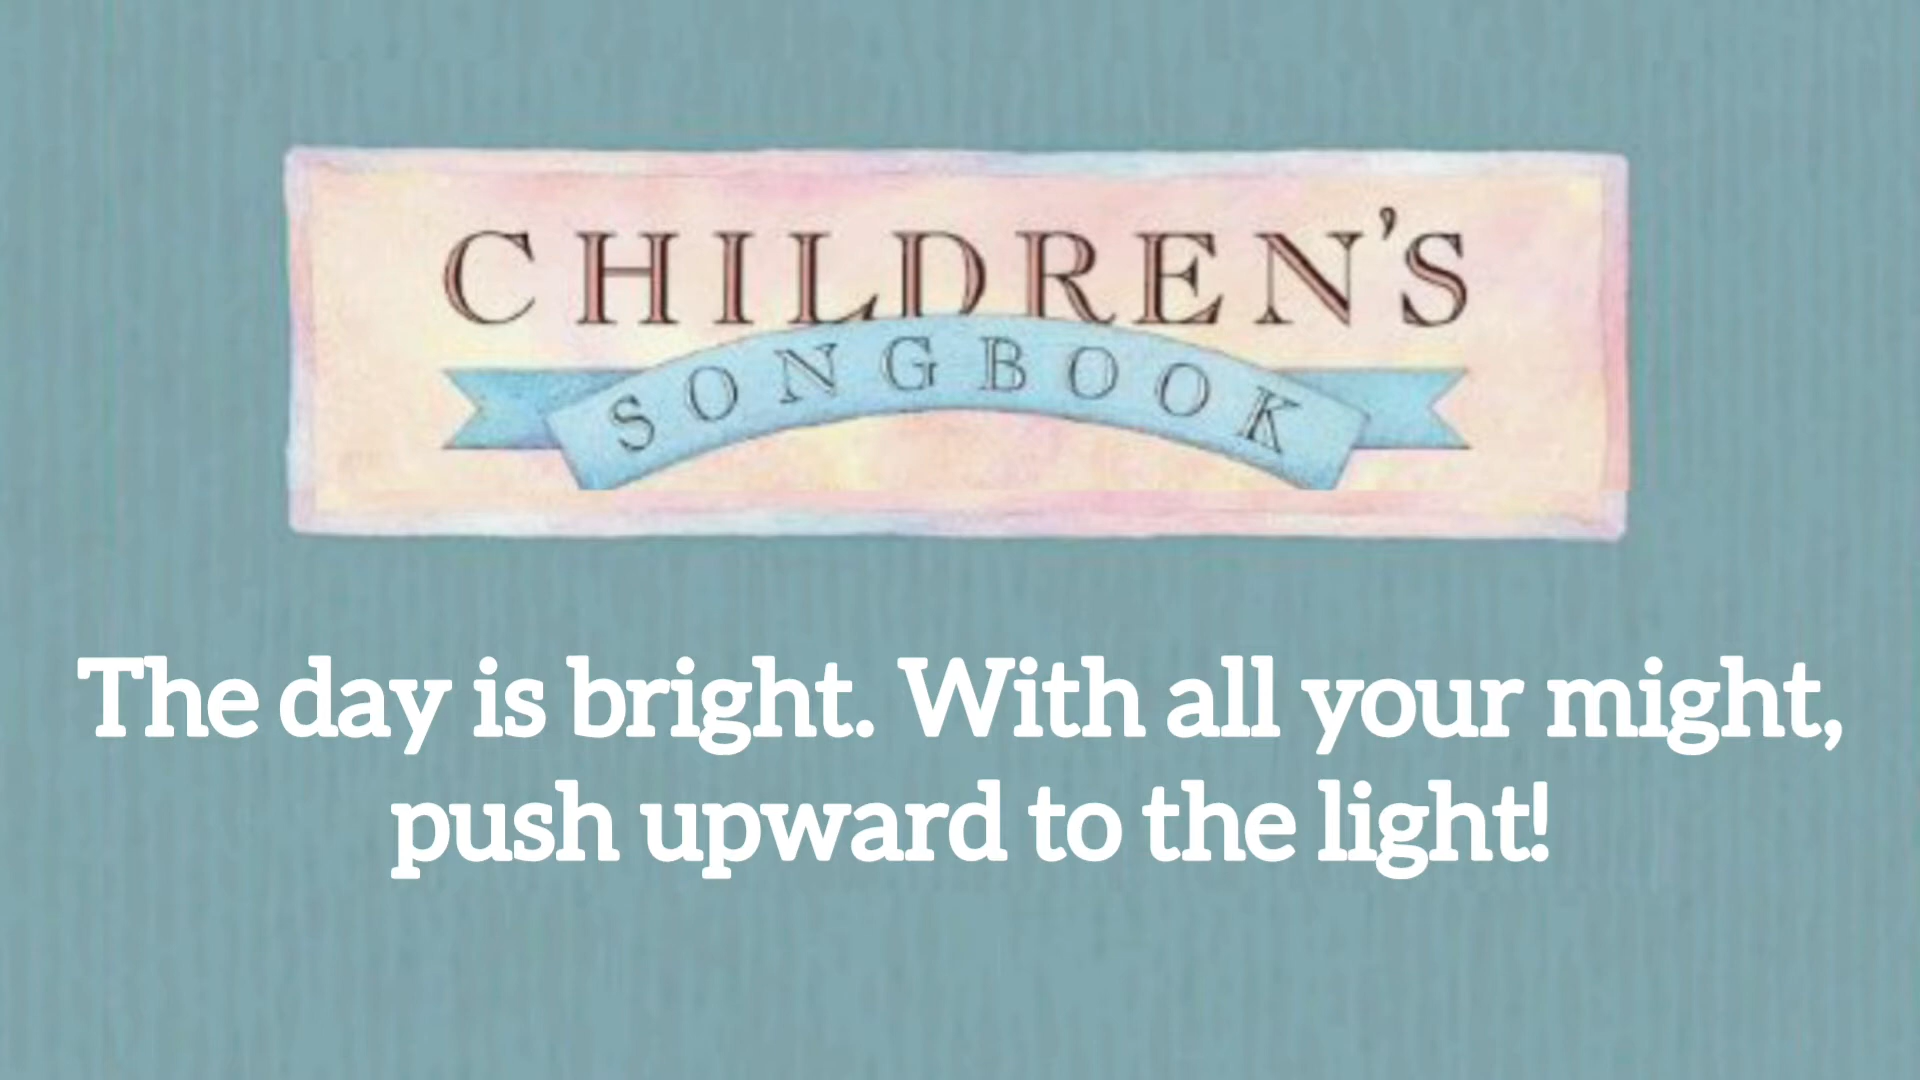 CHILDREN'S
SONGBOOK
The day is bright. With all your might,
push upward to the light!